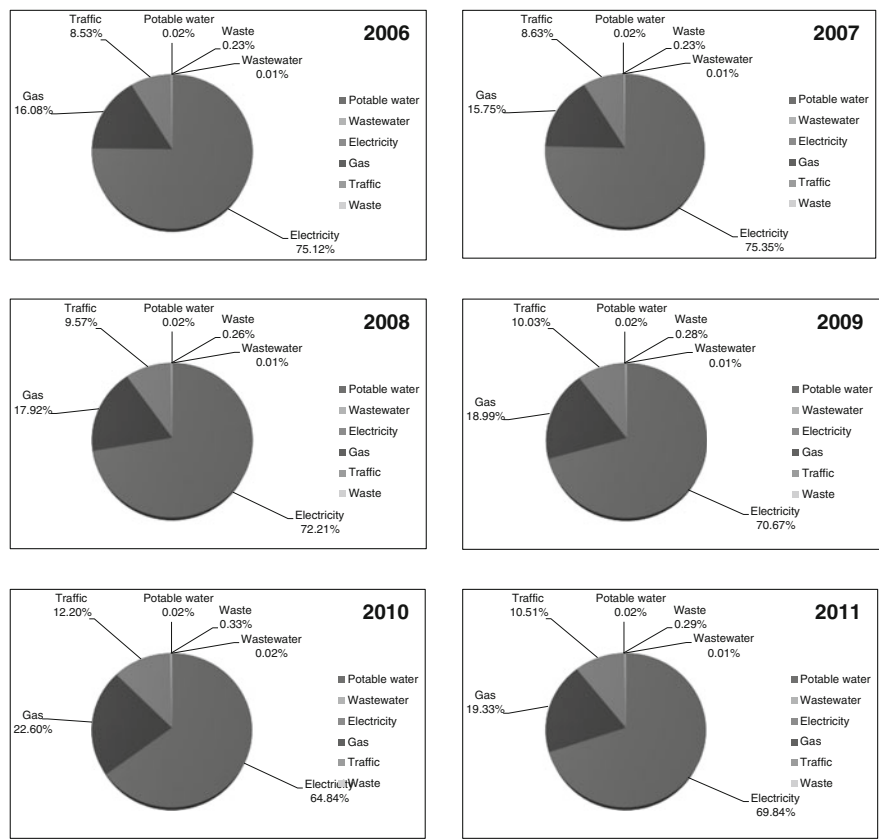 2006
Traffic
8.53%
Potable water
0.02%
Waste
0.23%
Wastewater
0.01%
Gas
16.08%
Electricity
75.12%
Potable water
Wastewater
Electricity
Gas
Traffic
Waste
2007
Traffic
8.63%
Potable water
0.02%
Waste
0.23%
Wastewater
0.01%
Gas
15.75%
Electricity
75.35%
Potable water
Wastewater
Electricity
Gas
Traffic
Waste
2008
Traffic
9.57%
Potable water
0.02%
Waste
0.26%
Wastewater
0.01%
Gas
17.92%
Electricity
72.21%
Potable water
Wastewater
Electricity
Gas
Traffic
Waste
2009
Traffic
10.03%
Potable water
0.02%
Waste
0.28%
Wastewater
0.01%
Gas
18.99%
Electricity
70.67%
Potable water
Wastewater
Electricity
Gas
Traffic
Waste
2010
Traffic
12.20%
Potable water
0.02%
Waste
0.33%
Wastewater
0.02%
Gas
22.60%
Electricity
64.84%
Potable water
Wastewater
Electricity
Gas
Traffic
Waste
2011
Traffic
10.51%
Potable water
0.02%
Waste
0.29%
Wastewater
0.01%
Gas
19.33%
Electricity
69.84%
Potable water
Wastewater
Electricity
Gas
Traffic
Waste